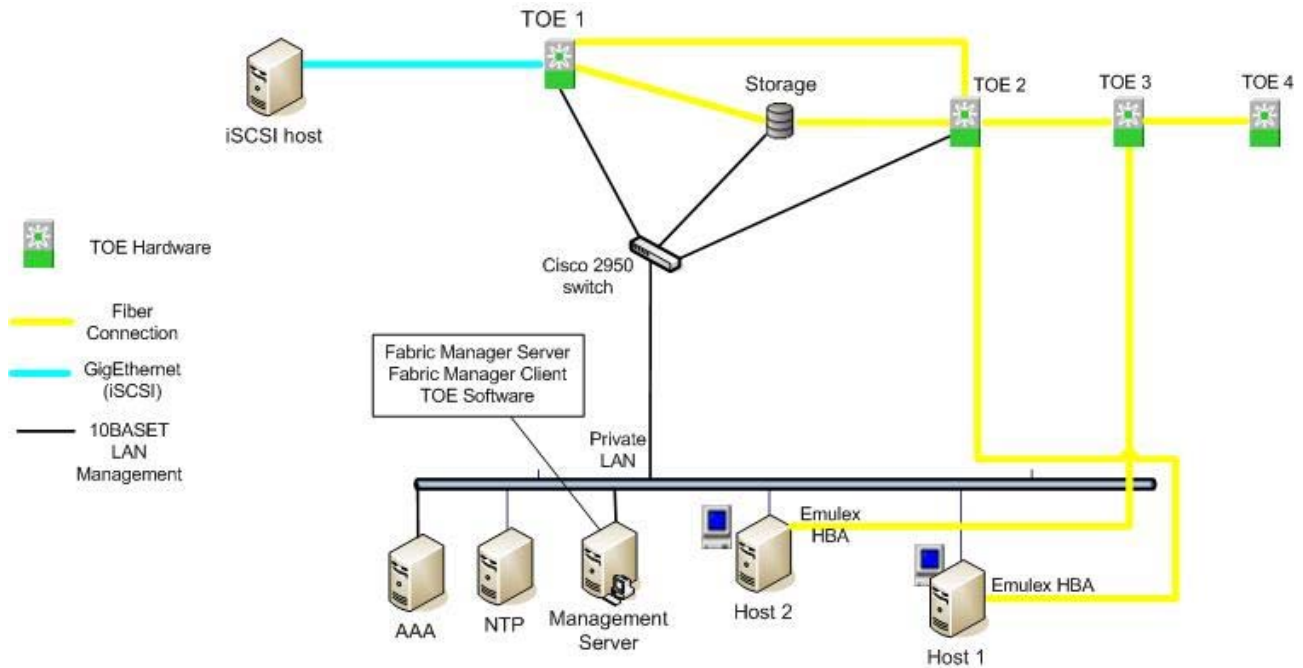 TOE 1
iSCSI host
Storage
TOE 2
TOE 3
TOE 4
TOE Hardware
Fiber
Connection
GigEthernet
(iSCSI)
10BASET
LAN
Management
Cisco 2950
switch
Fabric Manager Server
Fabric Manager Client
TOE Software
Private
LAN
AAA
NTP
Management
Server
Emulex
HBA
Host 2
Emulex HBA
Host 1